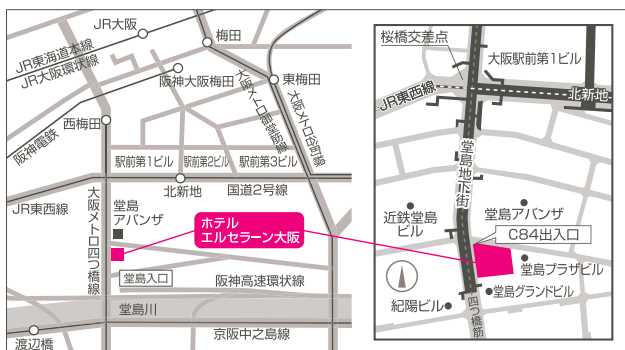 JR大阪
梅田
JR東海道本線
JR大阪環状線
阪神大阪梅田
東梅田
大阪メトロ御堂筋線
大阪メトロ谷町線
西梅田
阪神電鉄
駅前第1ビル
駅前第2ビル
駅前第3ビル
北新地
国道2号線
JR東西線
大阪メトロ四つ橋線
堂島
アバンザ
ホテル
エルセラーン大阪
堂島入口
阪神高速環状線
堂島川
京阪中之島線
渡辺橋
桜橋交差点
大阪駅前第1ビル
JR東西線
北新地
堂島地下街
近鉄堂島
ビル
堂島アバンザ
C84出入口
堂島プラザビル
堂島グランドビル
紀陽ビル
四つ橋筋